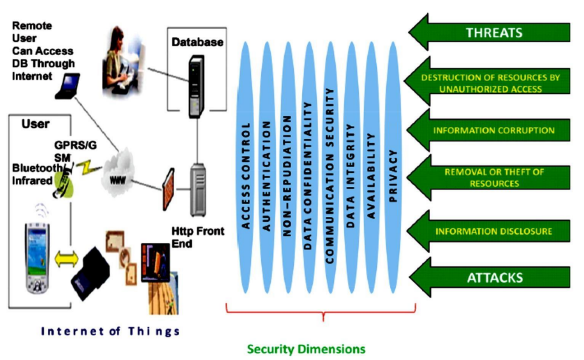 Remote
User
Can Access
DB Through
Internet
Database
User
GPRS/G
SM
Bluetooth/
Infrared
WWW
Http Front
End
Internet of Things
ACCESS CONTROL
AUTHENTICATION
NON-REPUDIATION
DATA CONFIDENTIALITY
COMMUNICATION SECURITY
DATA INTEGRITY
AVAILABILITY
PRIVACY
Security Dimensions
THREATS
DESTRUCTION OF RESOURCES BY
UNAUTHORIZED ACCESS
INFORMATION CORRUPTION
REMOVAL OR THEFT OF
RESOURCES
INFORMATION DISCLOSURE
ATTACKS